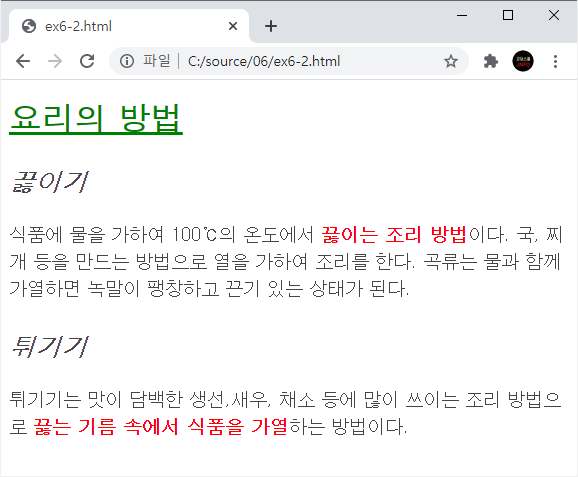 ex6-2.html
파일 C:/source/06/ex6-2.html
요리의 방법
끓이기
식품에 물을 가하여 100℃의 온도에서 끓이는 조리 방법이다. 국, 찌
개 등을 만드는 방법으로 열을 가하여 조리를 한다. 곡류는 물과 함께
가열하면 녹말이 팽창하고 끈기 있는 상태가 된다.
튀기기
튀기기는 맛이 담백한 생선,새우, 채소 등에 많이 쓰이는 조리 방법으
로 끓는 기름 속에서 식품을 가열하는 방법이다.